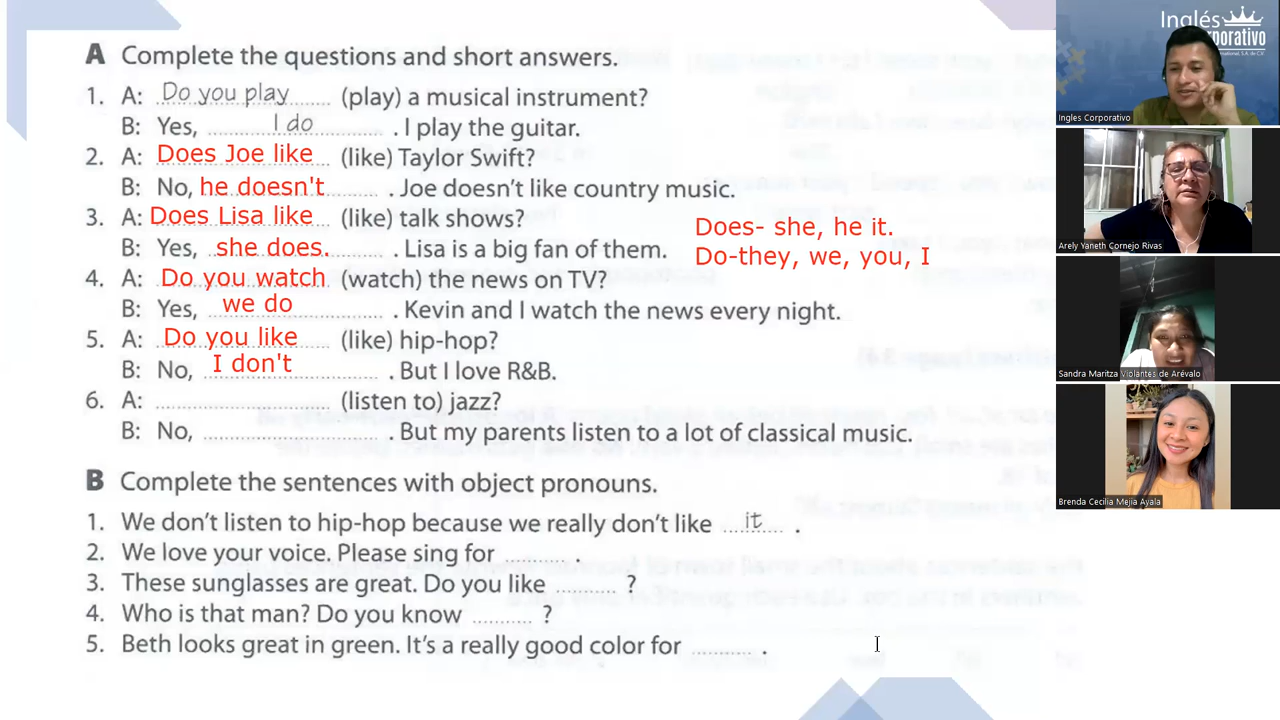 A Complete the questions and short answers.
1. A: Do you play (play) a musical instrument?
B: Yes, I do . I play the guitar.
2. A: Does Joe like (like) Taylor Swift?
B: No, he doesn't . Joe doesn't like country music.
3. A: Does Lisa like (like) talk shows?
B: Yes, she does. . Lisa is a big fan of them.
Does- she, he it.
Do-they, we, you, I
4. A: Do you watch (watch) the news on TV?
B: Yes, we do . Kevin and I watch the news every night.
5. A: Do you like (like) hip-hop?
B: No, I don't . But I love R&B.
6. A: (listen to) jazz?
B: No, . But my parents listen to a lot of classical music.
B Complete the sentences with object pronouns.
1. We don't listen to hip-hop because we really don't like it .
2. We love your voice. Please sing for .
3. These sunglasses are great. Do you like ?
4. Who is that man? Do you know ?
5. Beth looks great in green. It's a really good color for .
Inglés
Ingles Corporativo
Arely Yaneth Cornejo Rivas
Sandra Maritza Violantes de Arévalo
Brenda Cecilia Mejia Ayala